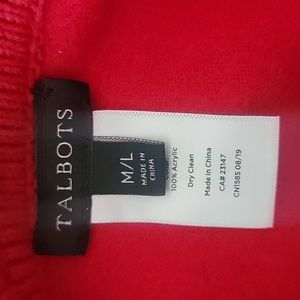 TALBOTS
M/L
MADE IN
CHINA
100% Acrylic
Dry Clean
Made In China
CA# 23147
CN1585 08/19